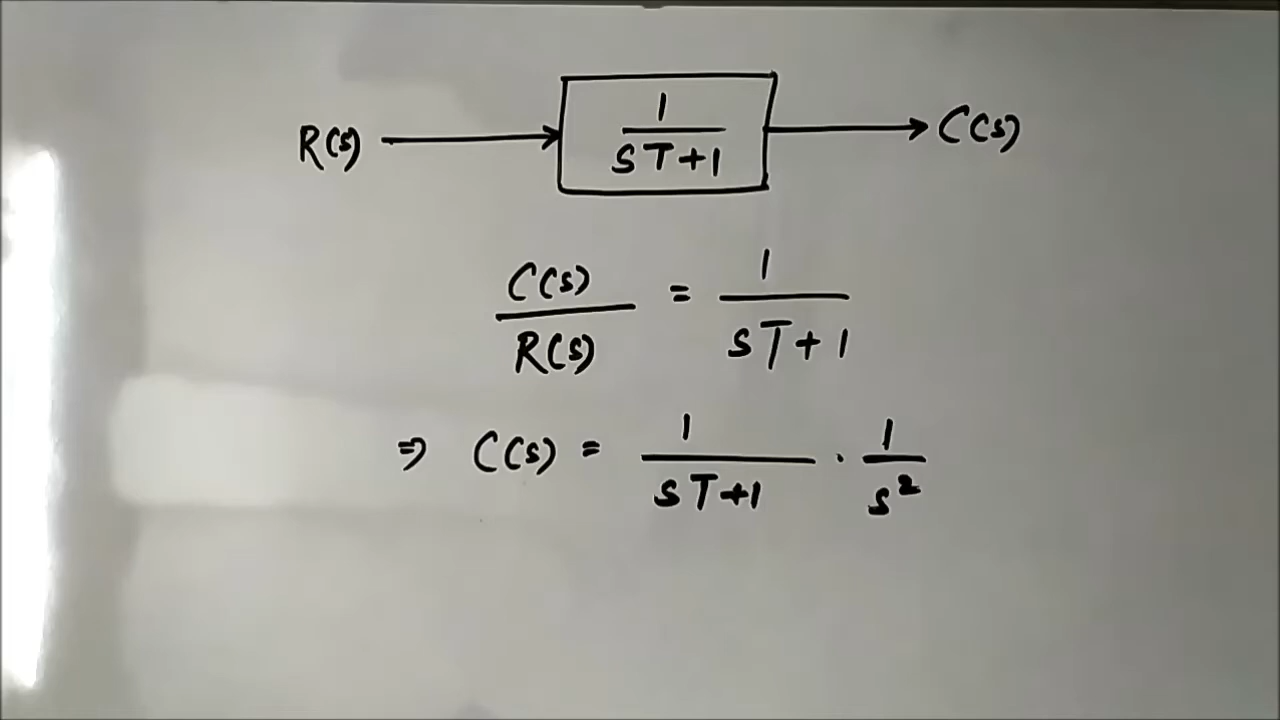 R(s) → 1/(sT+1) → C(s)
C(s)/R(s) = 1/(sT+1)
⇒ C(s) = 1/(sT+1) · 1/s²